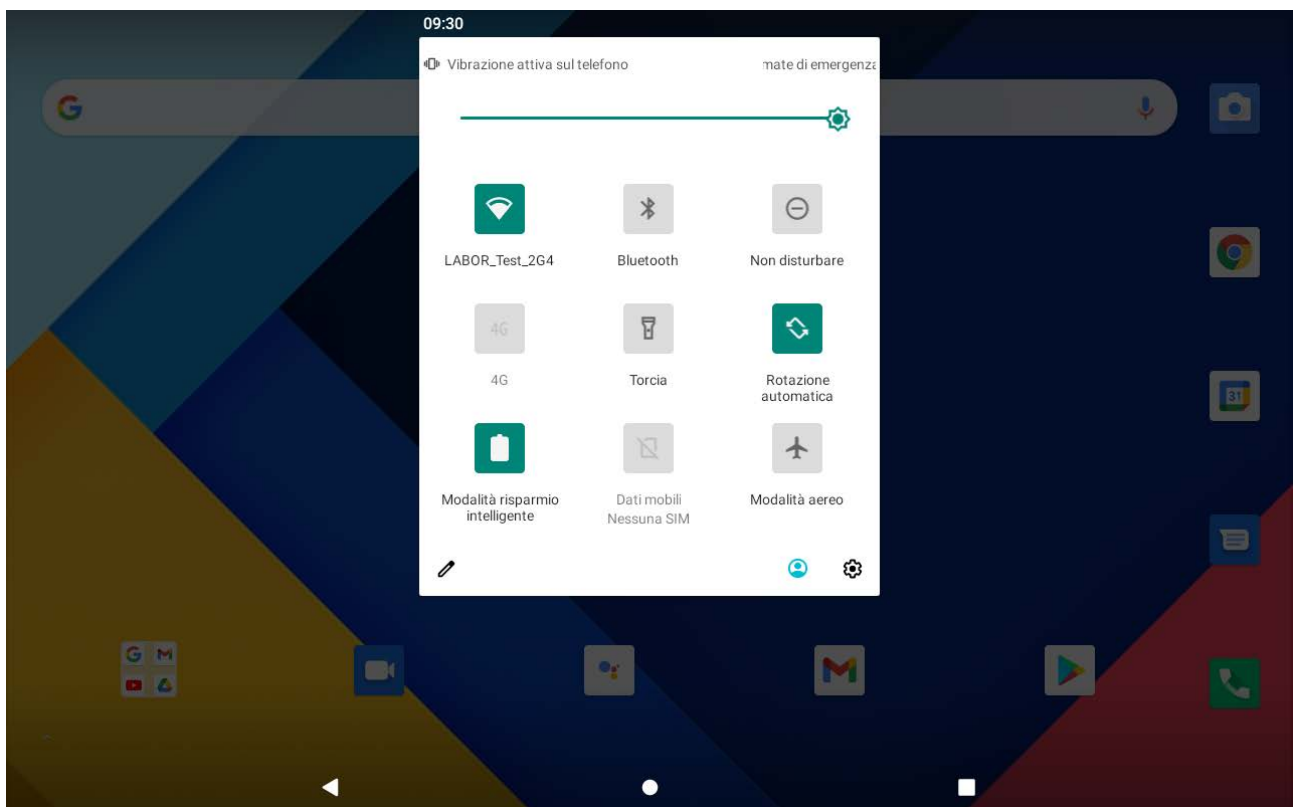 09:30
Vibrazione attiva sul telefono
mate di emergenza
LABOR_Test_2G4
Bluetooth
Non disturbare
4G
4G
Torcia
Rotazione
automatica
31
Modalità risparmio
intelligente
Dati mobili
Nessuna SIM
Modalità aereo